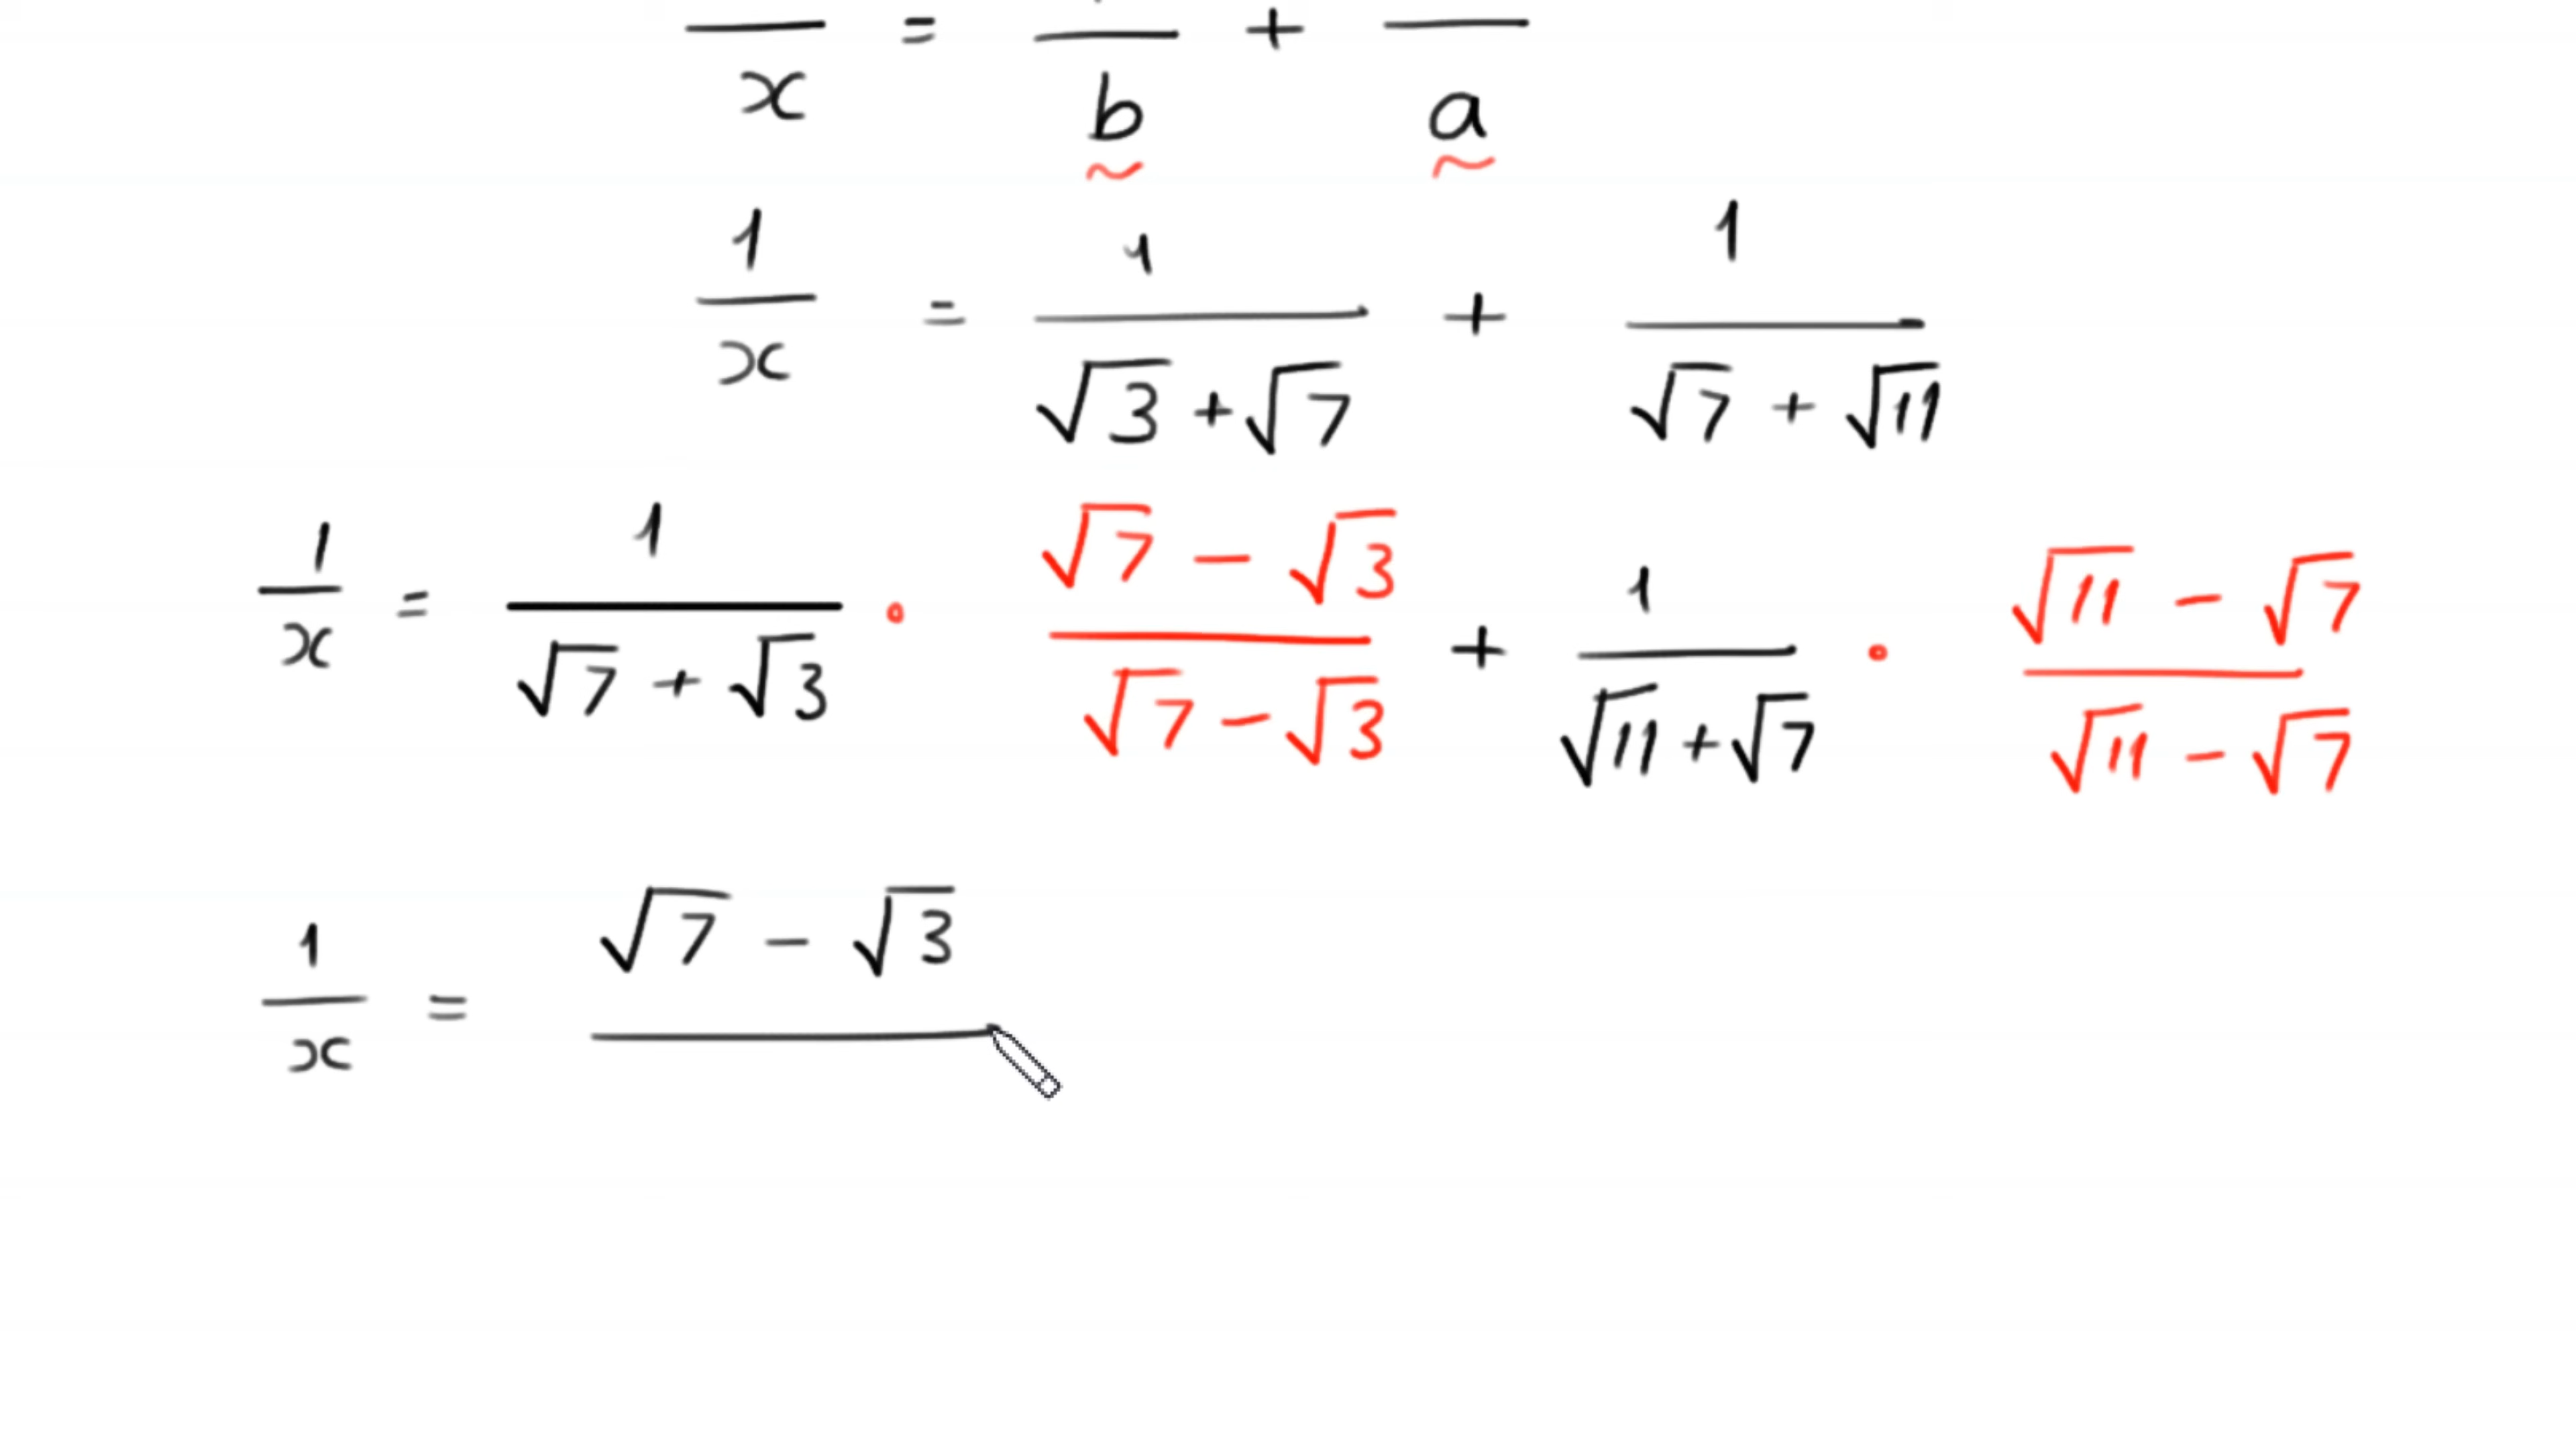 — / x = — / b + — / a
1 / x = 1 / (√3 + √7) + 1 / (√7 + √11)
1 / x = 1 / (√7 + √3) · (√7 − √3) / (√7 − √3) + 1 / (√11 + √7) · (√11 − √7) / (√11 − √7)
1 / x = √7 − √3 / —